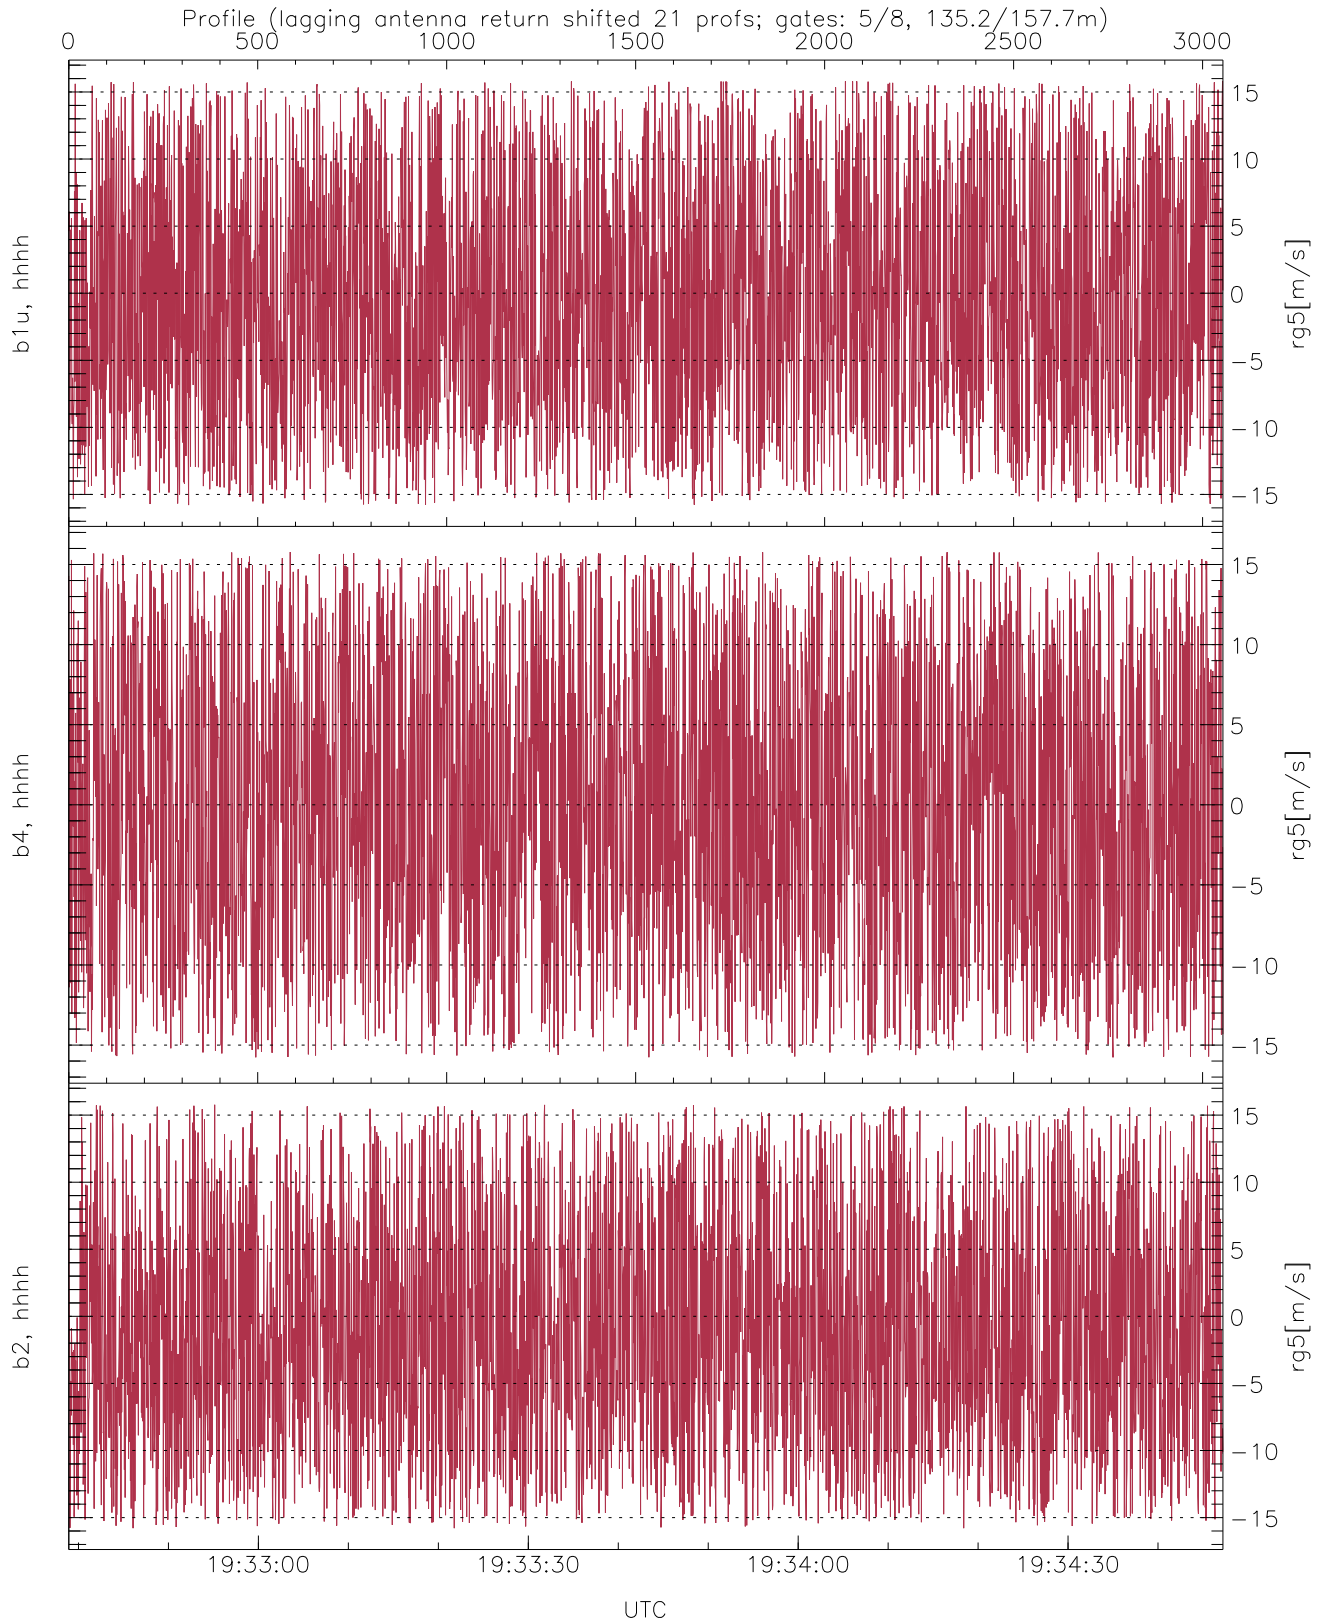 Profile (lagging antenna return shifted 21 profs; gates: 5/8, 135.2/157.7m)
0 500 1000 1500 2000 2500 3000
15
10
5
0
−5
−10
−15
b1u, hhhh
rg5[m/s]
15
10
5
0
−5
−10
−15
b4, hhhh
rg5[m/s]
15
10
5
0
−5
−10
−15
b2, hhhh
rg5[m/s]
19:33:00 19:33:30 19:34:00 19:34:30
UTC